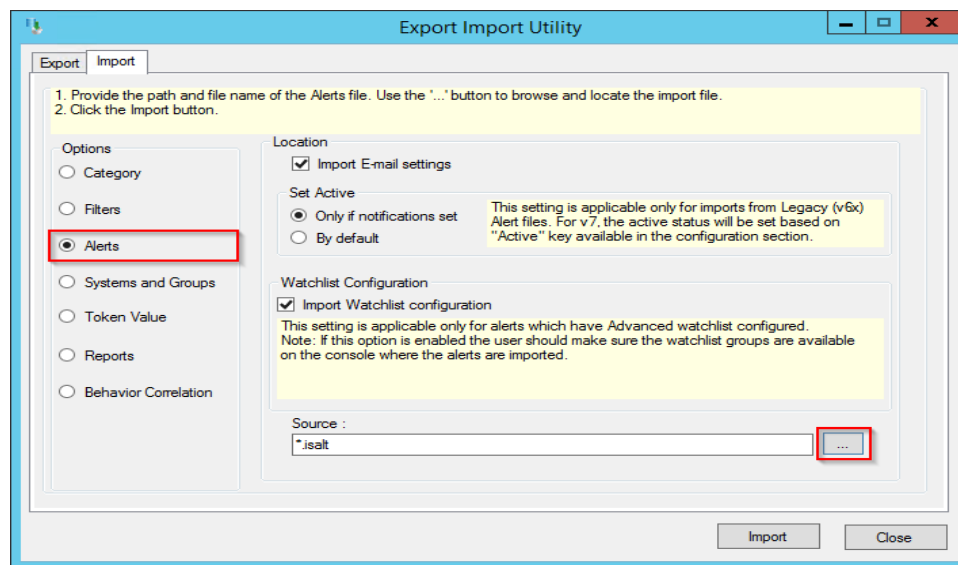 Export Import Utility
Export
Import
1. Provide the path and file name of the Alerts file. Use the '...' button to browse and locate the import file.
2. Click the Import button.
Options
Category
Filters
Alerts
Systems and Groups
Token Value
Reports
Behavior Correlation
Location
Import E-mail settings
Set Active
Only if notifications set
By default
This setting is applicable only for imports from Legacy (v6x)
Alert files. For v7, the active status will be set based on
"Active" key available in the configuration section.
Watchlist Configuration
Import Watchlist configuration
This setting is applicable only for alerts which have Advanced watchlist configured.
Note: If this option is enabled the user should make sure the watchlist groups are available
on the console where the alerts are imported.
Source :
*.isalt
...
Import
Close